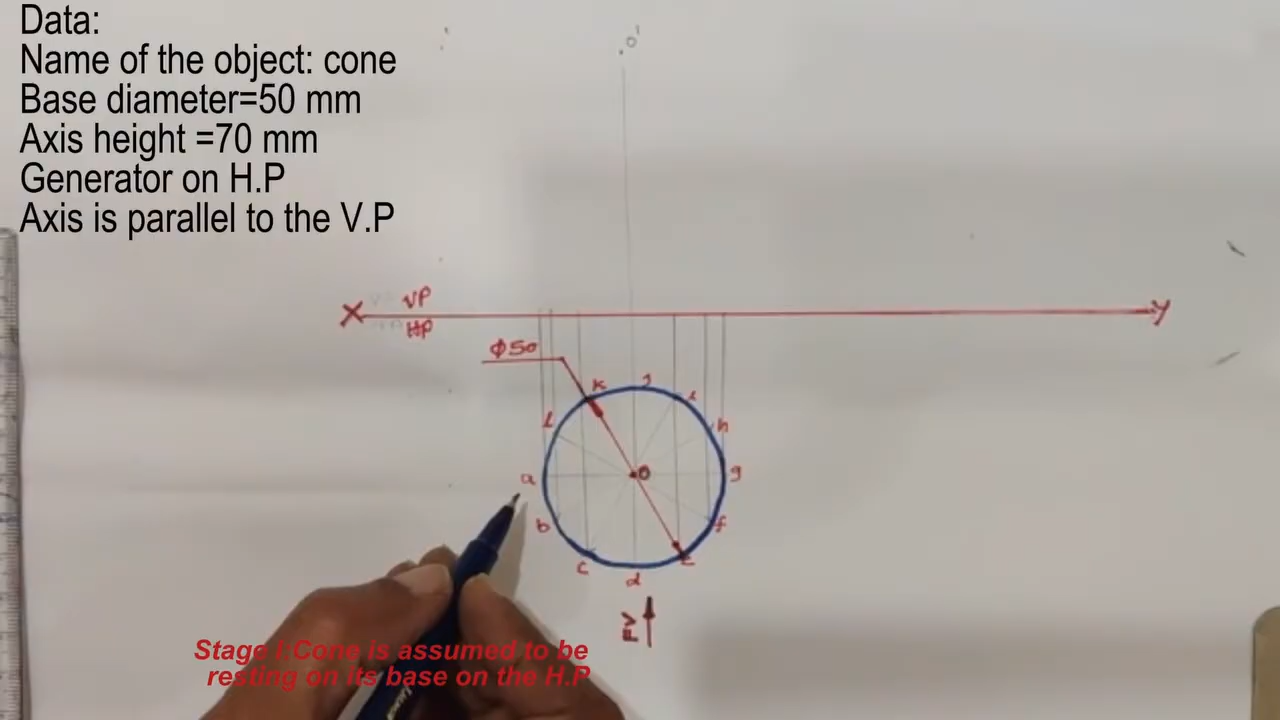 Data:
Name of the object: cone
Base diameter=50 mm
Axis height =70 mm
Generator on H.P
Axis is parallel to the V.P
o'
X
VP
Y
HP
Φ50
k
j
i
l
h
a
o
g
b
f
c
e
d
FV
Stage I:Cone is assumed to be
resting on its base on the H.P